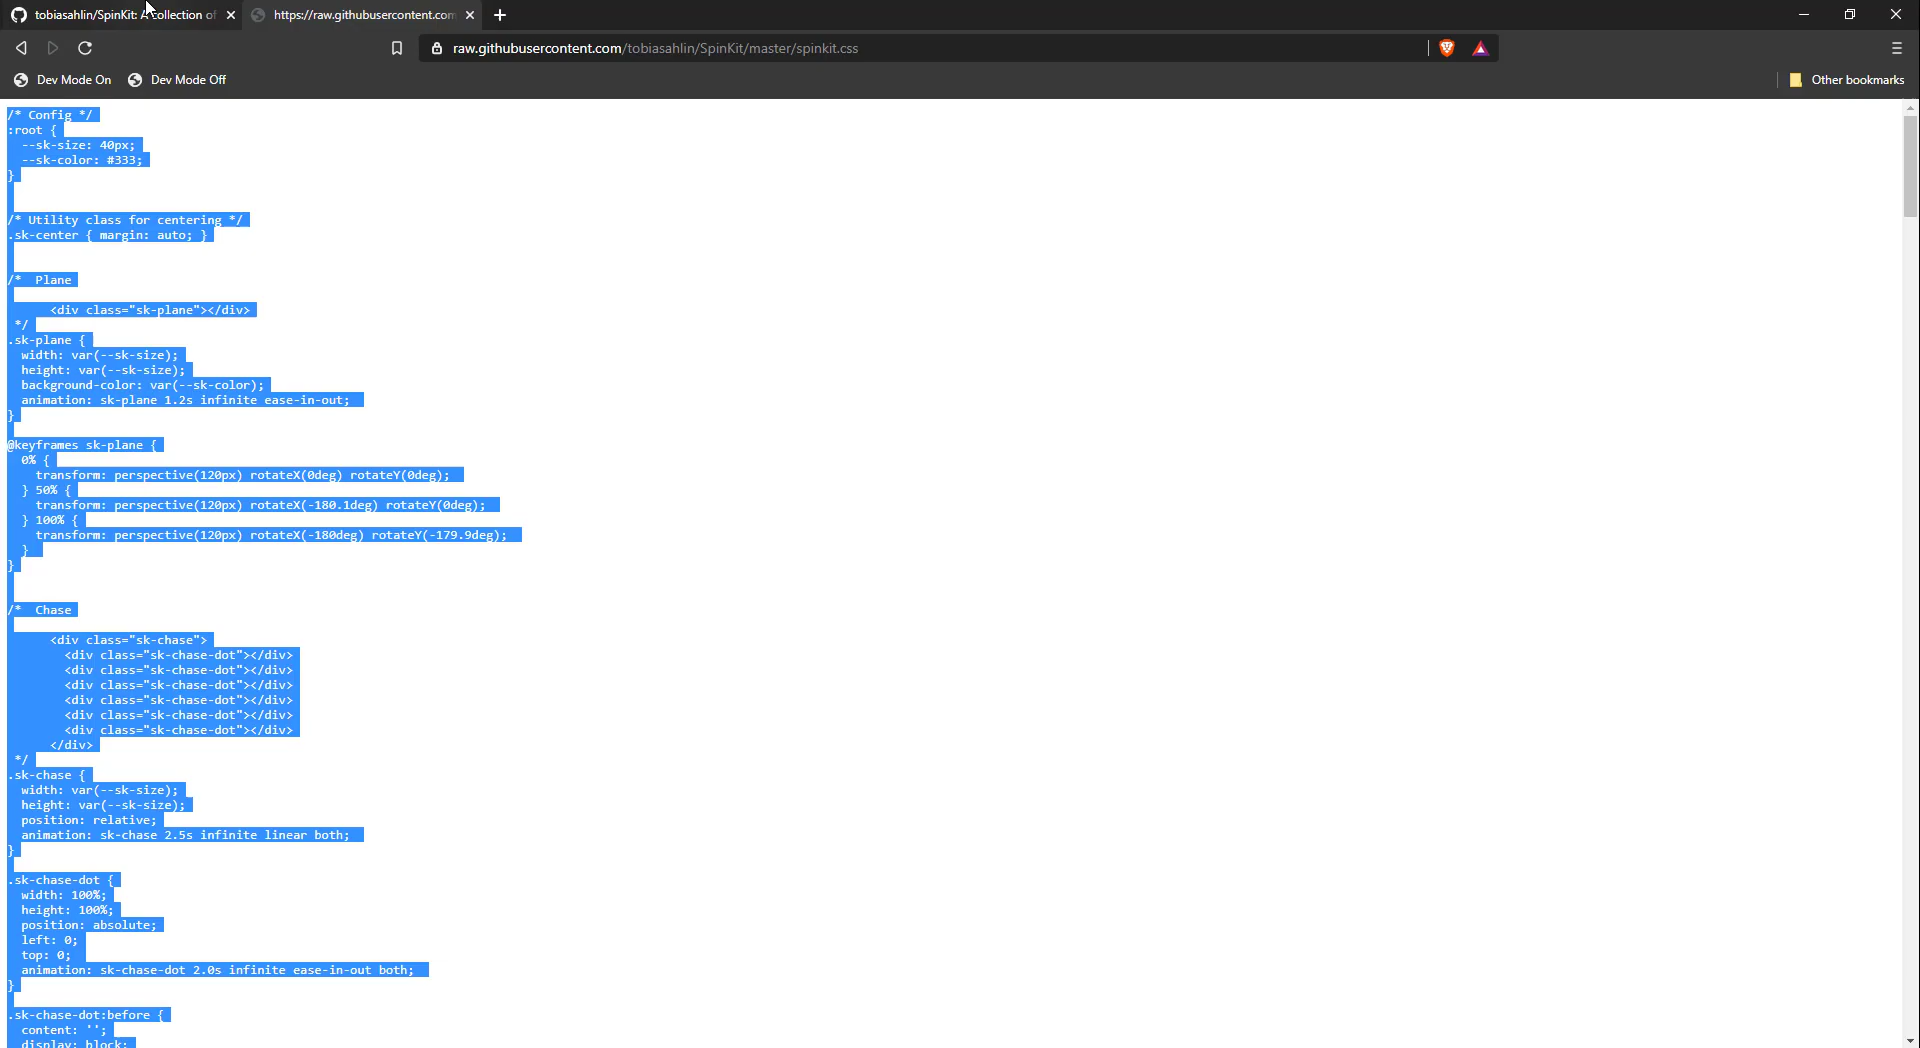 tobiasahlin/SpinKit: A collection of
https://raw.githubusercontent.com
raw.githubusercontent.com/tobiasahlin/SpinKit/master/spinkit.css
Dev Mode On
Dev Mode Off
Other bookmarks
/* Config */
:root {
  --sk-size: 40px;
  --sk-color: #333;
}
/* Utility class for centering */
.sk-center { margin: auto; }
/*  Plane
      <div class="sk-plane"></div>
 */
.sk-plane {
  width: var(--sk-size);
  height: var(--sk-size);
  background-color: var(--sk-color);
  animation: sk-plane 1.2s infinite ease-in-out;
}
@keyframes sk-plane {
  0% {
    transform: perspective(120px) rotateX(0deg) rotateY(0deg);
  } 50% {
    transform: perspective(120px) rotateX(-180.1deg) rotateY(0deg);
  } 100% {
    transform: perspective(120px) rotateX(-180deg) rotateY(-179.9deg);
  }
}
/*  Chase
      <div class="sk-chase">
        <div class="sk-chase-dot"></div>
        <div class="sk-chase-dot"></div>
        <div class="sk-chase-dot"></div>
        <div class="sk-chase-dot"></div>
        <div class="sk-chase-dot"></div>
        <div class="sk-chase-dot"></div>
      </div>
 */
.sk-chase {
  width: var(--sk-size);
  height: var(--sk-size);
  position: relative;
  animation: sk-chase 2.5s infinite linear both;
}
.sk-chase-dot {
  width: 100%;
  height: 100%;
  position: absolute;
  left: 0;
  top: 0;
  animation: sk-chase-dot 2.0s infinite ease-in-out both;
}
.sk-chase-dot:before {
  content: '';
  display: block;